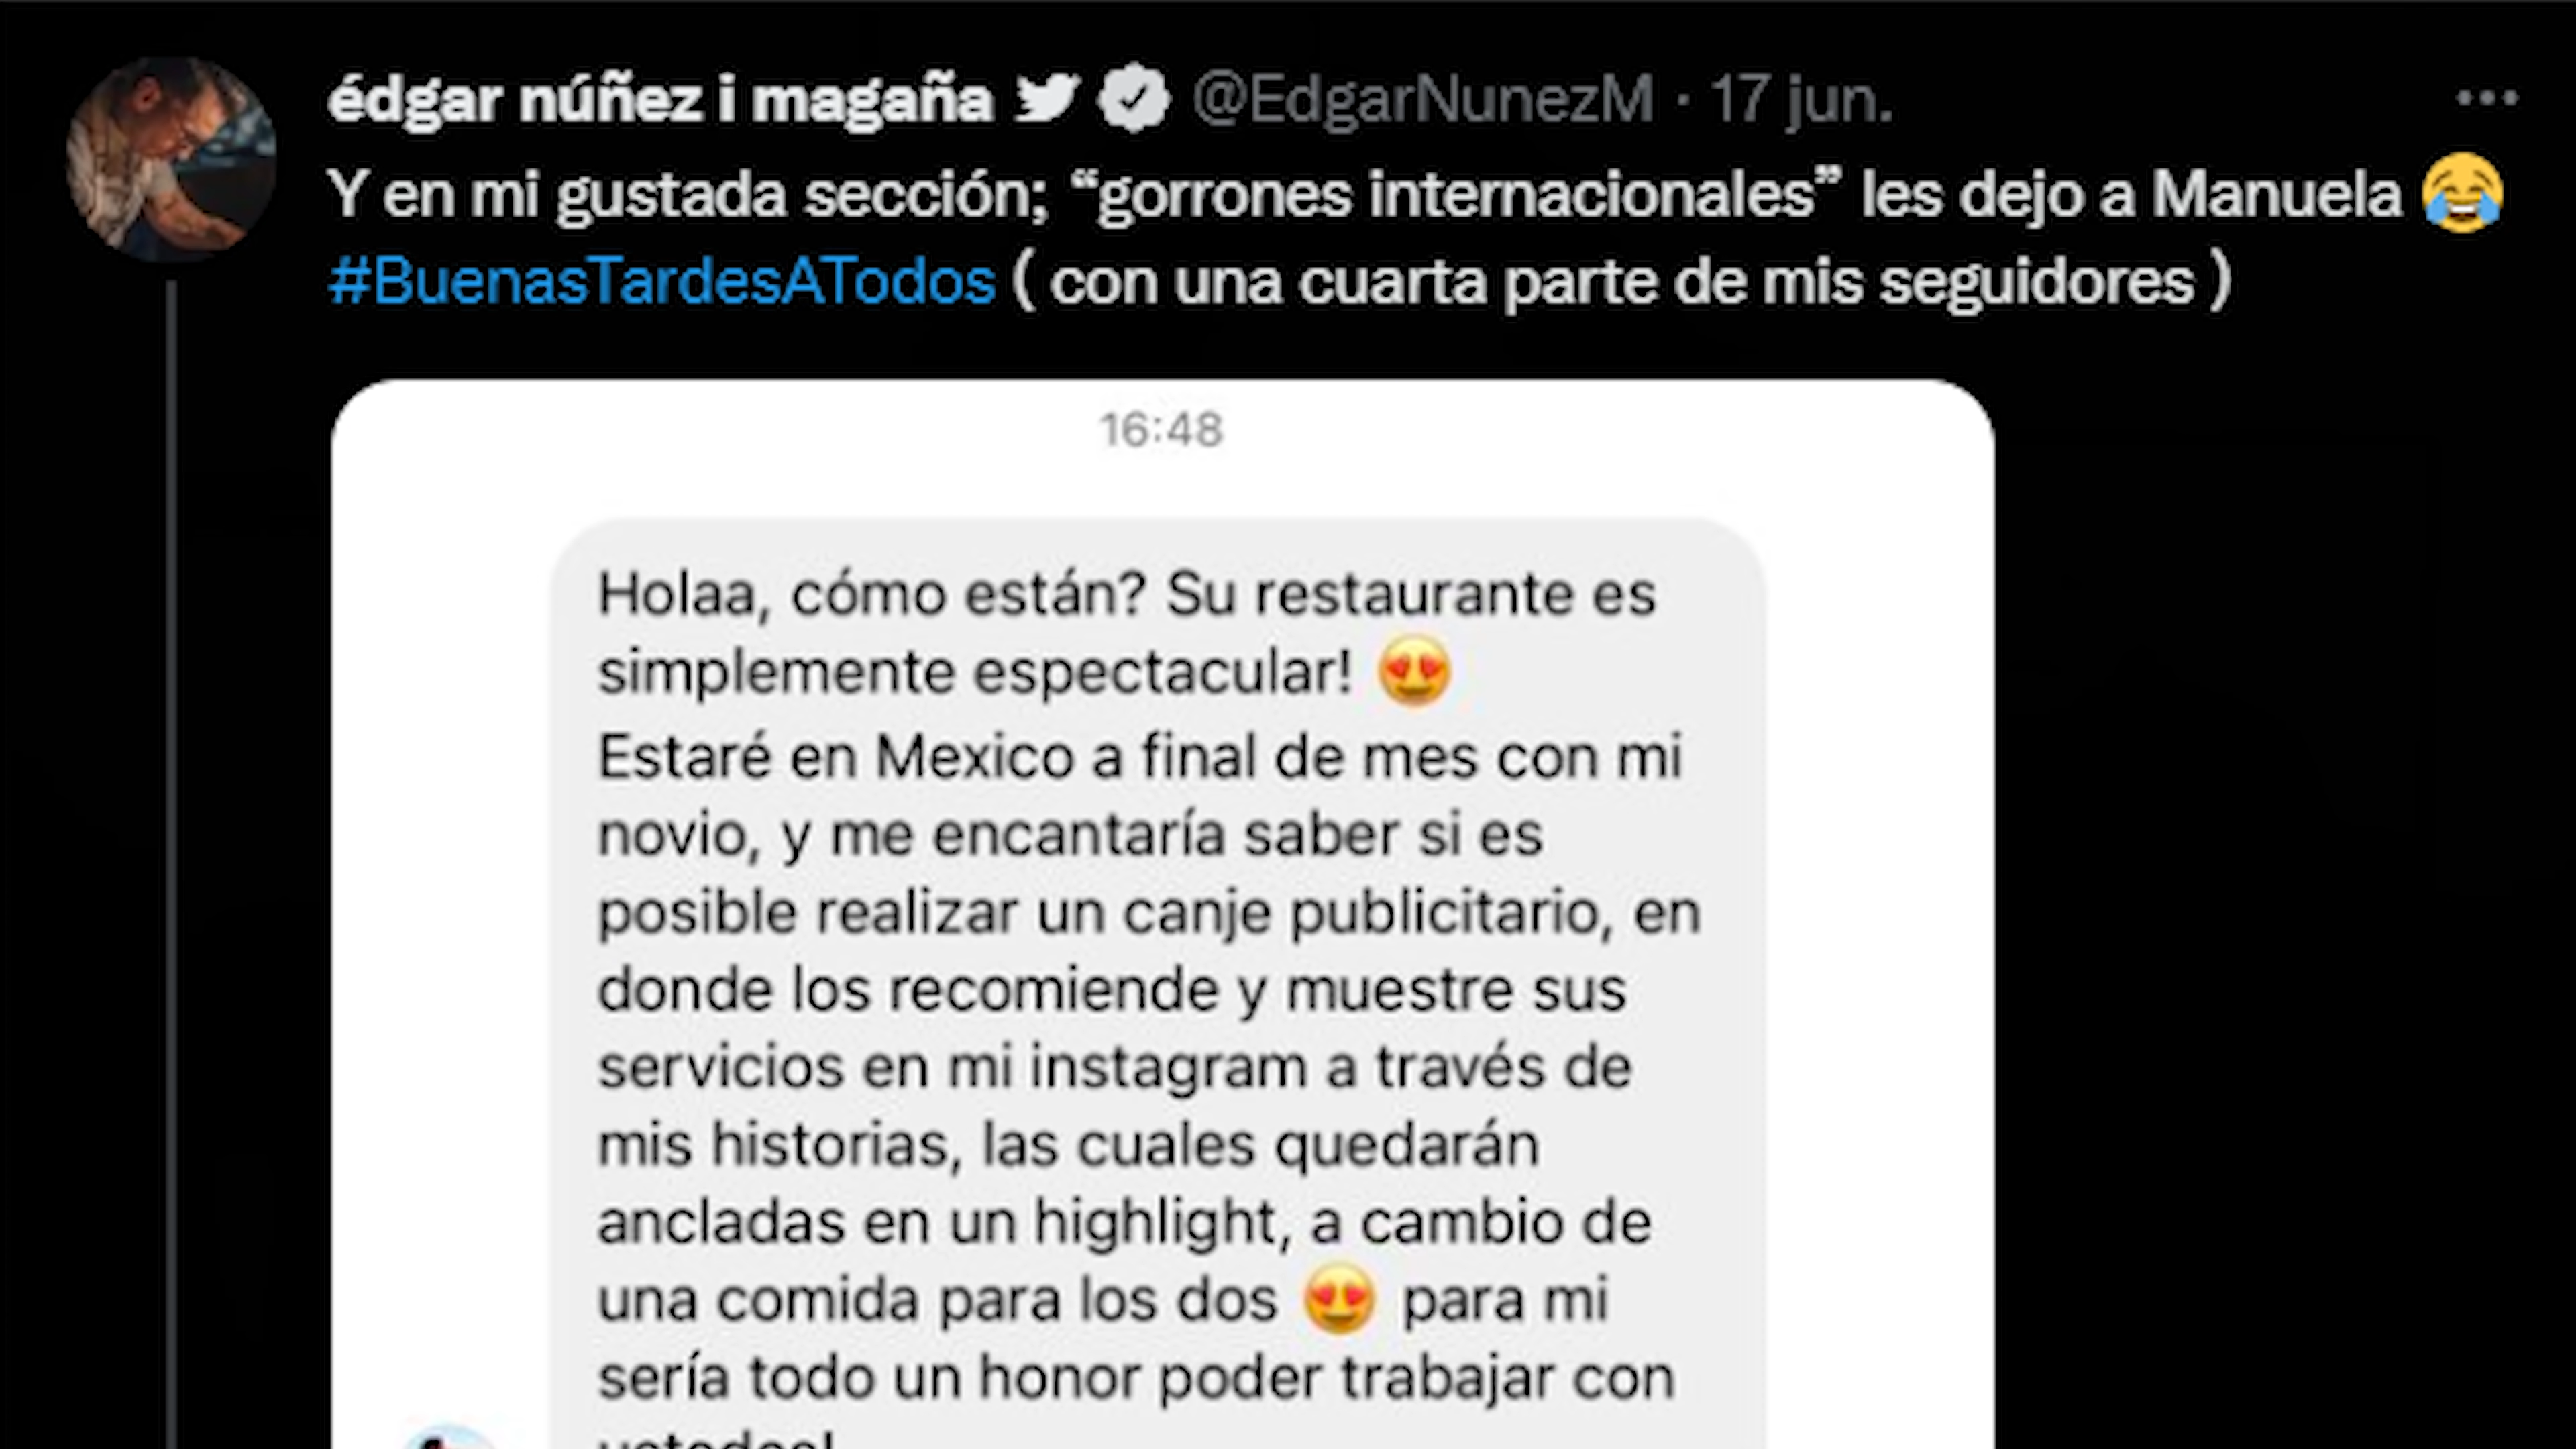 édgar núñez i magaña @EdgarNunezM · 17 jun.
Y en mi gustada sección; “gorrones internacionales” les dejo a Manuela 😂
#BuenasTardesATodos ( con una cuarta parte de mis seguidores )
16:48
Holaa, cómo están? Su restaurante es
simplemente espectacular! 😍
Estaré en Mexico a final de mes con mi
novio, y me encantaría saber si es
posible realizar un canje publicitario, en
donde los recomiende y muestre sus
servicios en mi instagram a través de
mis historias, las cuales quedarán
ancladas en un highlight, a cambio de
una comida para los dos 😍 para mi
sería todo un honor poder trabajar con